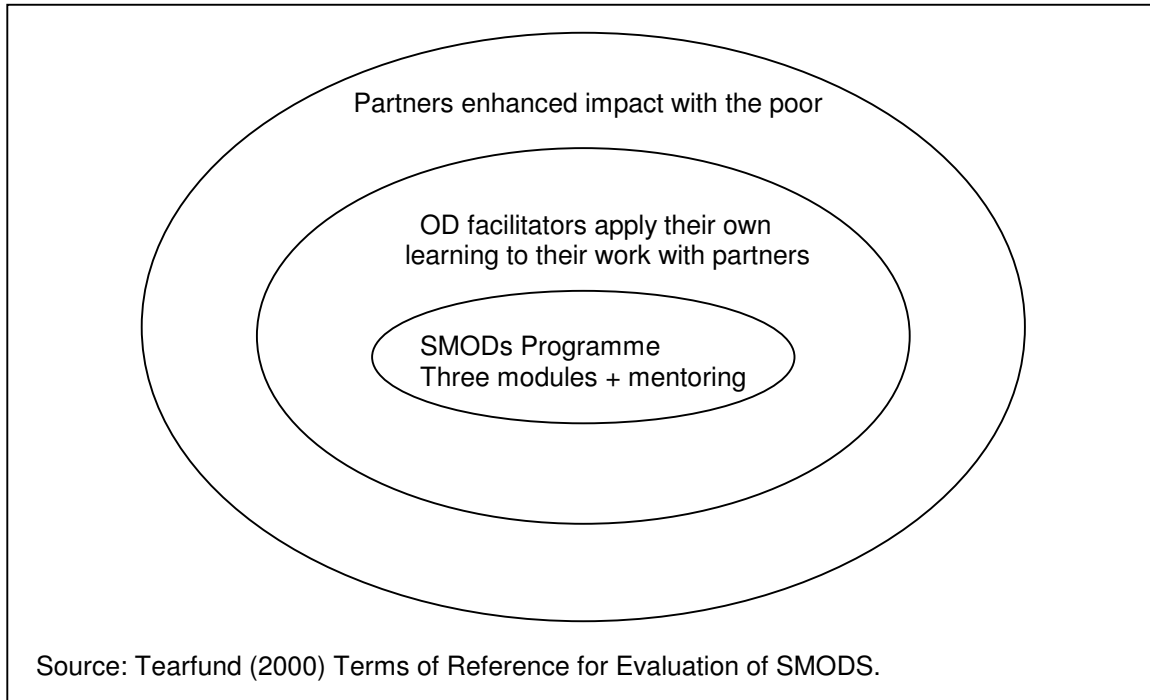 Partners enhanced impact with the poor
OD facilitators apply their own
learning to their work with partners
SMODs Programme
Three modules + mentoring
Source: Tearfund (2000) Terms of Reference for Evaluation of SMODS.